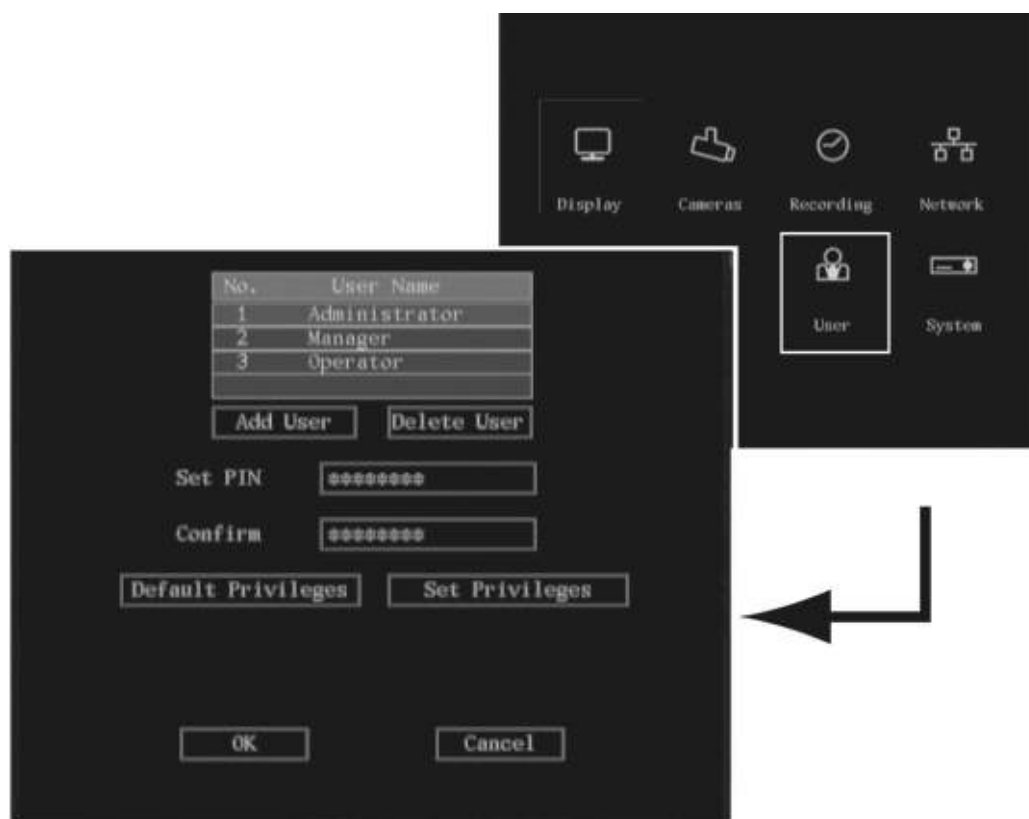 Display Cameras Recording Network
User System
No. User Name
1 Administrator
2 Manager
3 Operator
Add User Delete User
Set PIN ********
Confirm ********
Default Privileges Set Privileges
OK Cancel